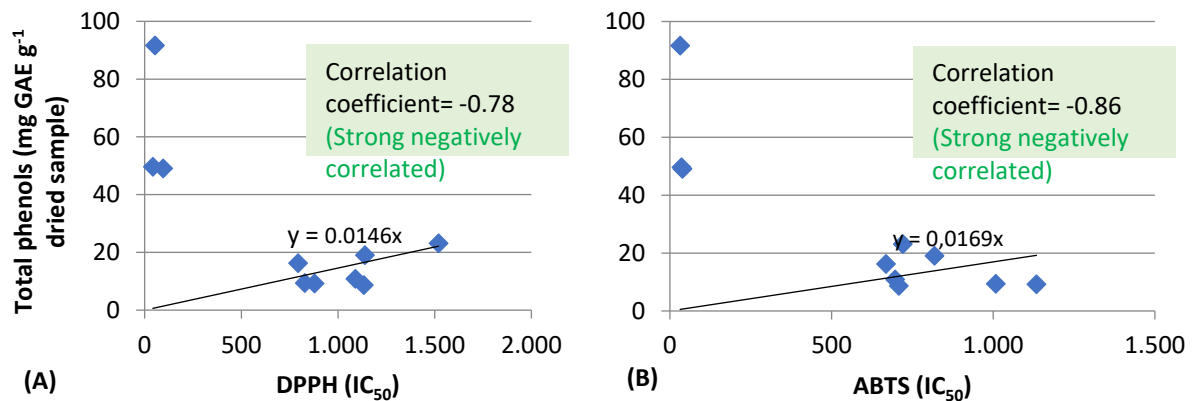 Total phenols (mg GAE g⁻¹
dried sample)
100
80
60
40
20
0
Correlation
coefficient= -0.78
(Strong negatively
correlated)
y = 0.0146x
0
500
1.000
1.500
2.000
(A)
DPPH (IC₅₀)
100
80
60
40
20
0
Correlation
coefficient= -0.86
(Strong negatively
correlated)
y = 0,0169x
0
500
1.000
1.500
(B)
ABTS (IC₅₀)